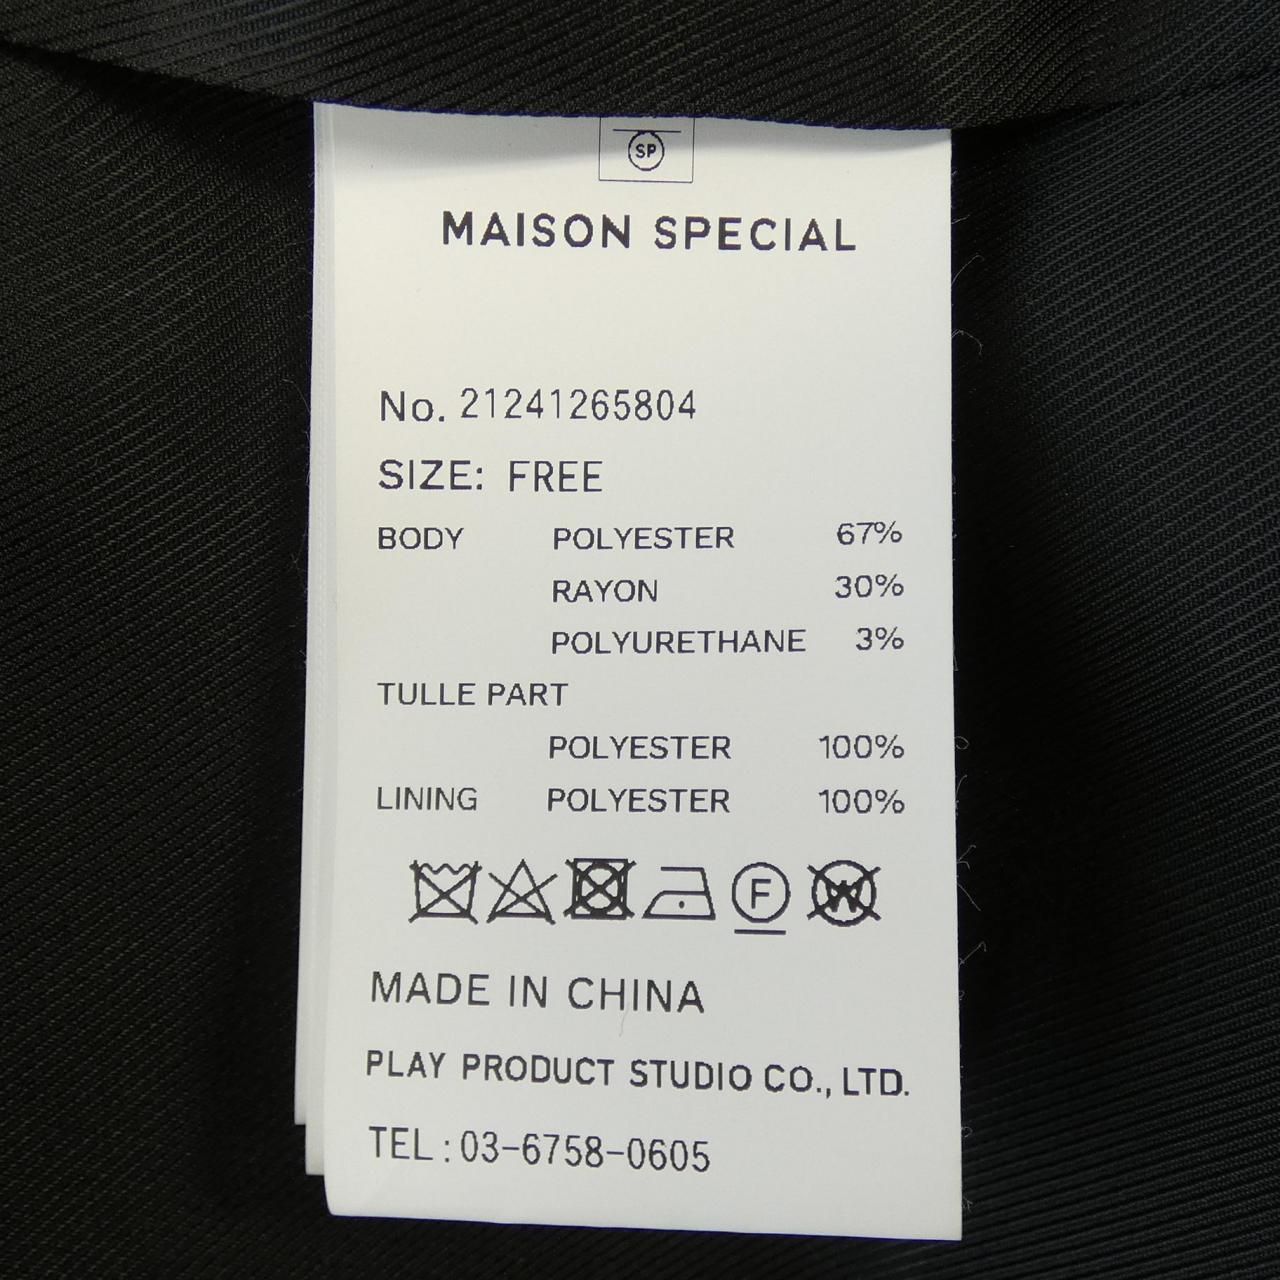 SP
MAISON SPECIAL
No. 21241265804
SIZE: FREE
BODY POLYESTER 67%
RAYON 30%
POLYURETHANE 3%
TULLE PART
POLYESTER 100%
LINING POLYESTER 100%
F W
MADE IN CHINA
PLAY PRODUCT STUDIO CO., LTD.
TEL : 03-6758-0605